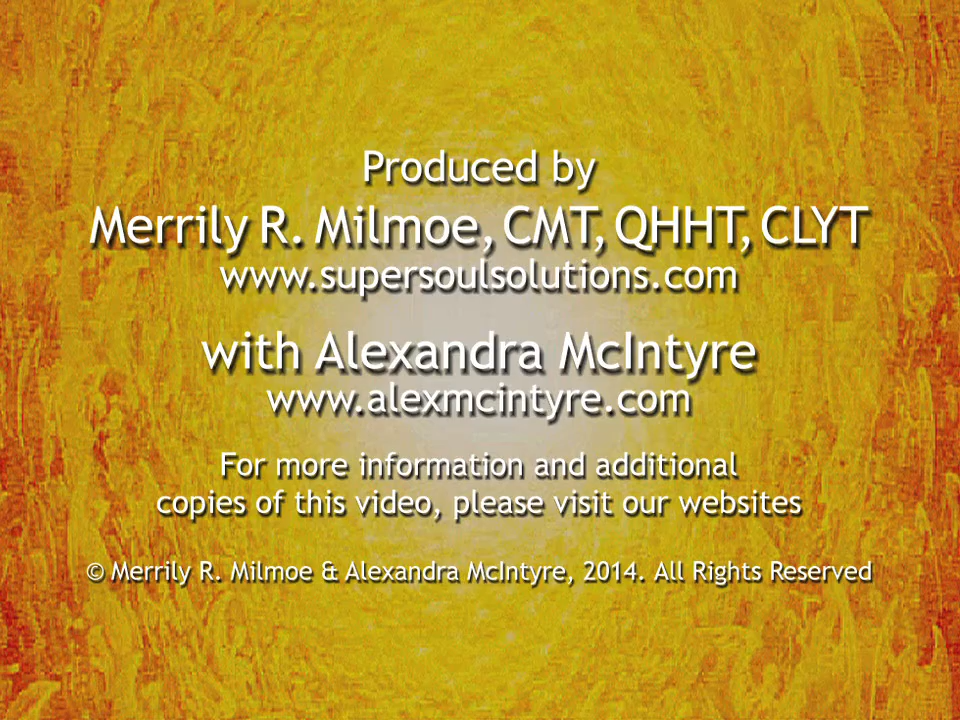 Produced by
Merrily R. Milmoe, CMT, QHHT, CLYT
www.supersoulsolutions.com
with Alexandra McIntyre
www.alexmcintyre.com
For more information and additional
copies of this video, please visit our websites
© Merrily R. Milmoe & Alexandra McIntyre, 2014. All Rights Reserved